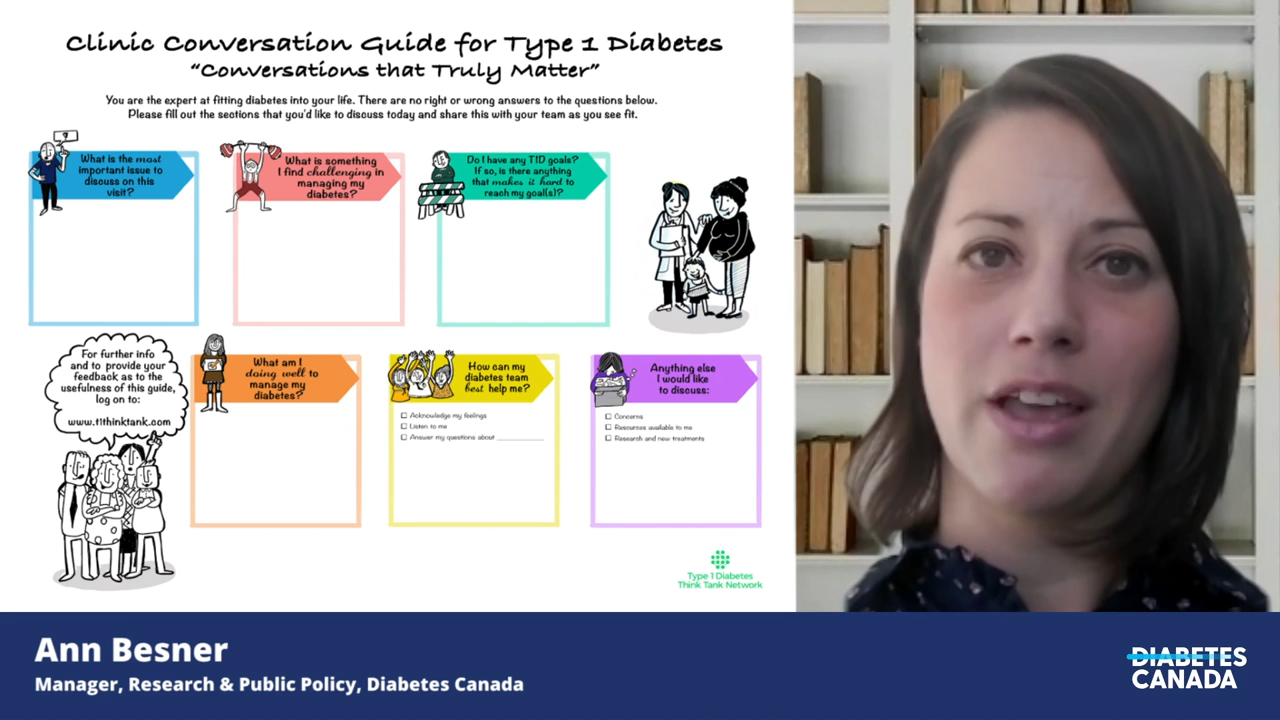 Clinic Conversation Guide for Type 1 Diabetes
"Conversations that Truly Matter"
You are the expert at fitting diabetes into your life. There are no right or wrong answers to the questions below.
Please fill out the sections that you'd like to discuss today and share this with your team as you see fit.
?
What is the most
important issue to
discuss on this
visit?
What is something
I find challenging in
managing my
diabetes?
Do I have any T1D goals?
If so, is there anything
that makes it hard to
reach my goal(s)?
For further info
and to provide your
feedback as to the
usefulness of this guide,
log on to:
www.t1thinktank.com
What am I
doing well to
manage my
diabetes?
How can my
diabetes team
best help me?
☐ Acknowledge my feelings
☐ Listen to me
☐ Answer my questions about ____________
Anything else
I would like
to discuss:
☐ Concerns
☐ Resources available to me
☐ Research and new treatments
Type 1 Diabetes
Think Tank Network
Ann Besner
Manager, Research & Public Policy, Diabetes Canada
DIABETES
CANADA